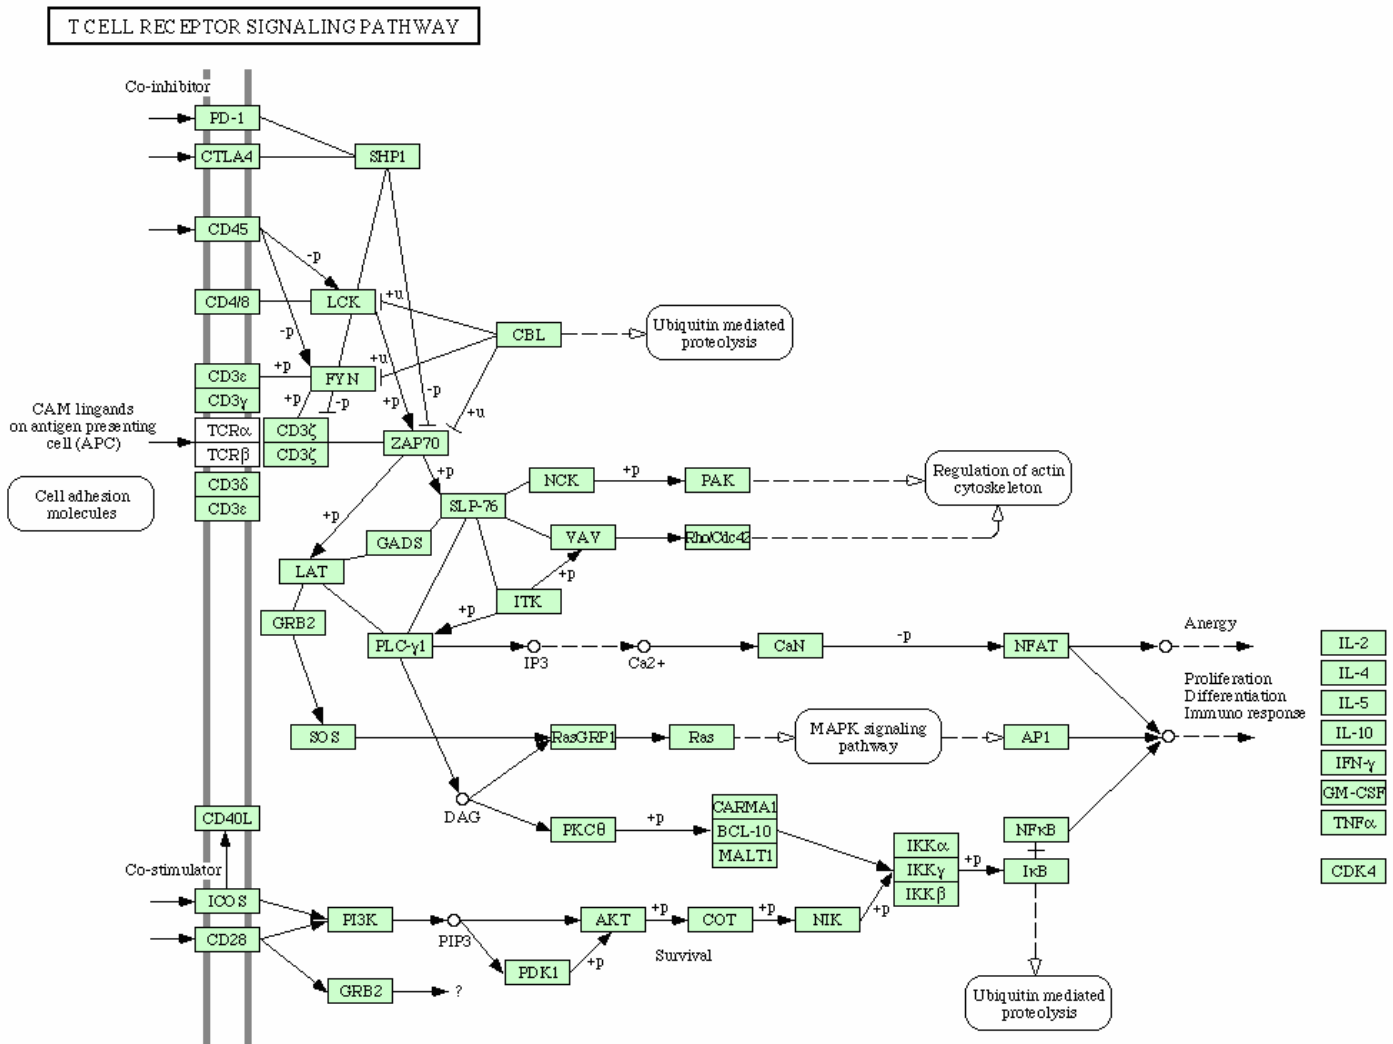 T CELL RECEPTOR SIGNALING PATHWAY
Co-inhibitor
PD-1
CTLA4
SHP1
CD45
-p
CD4/8
LCK
+u
CBL
Ubiquitin mediated
proteolysis
-p
+u
CD3ε
+p
FYN
CD3γ
+p
-p
+p
-p
+u
CAM lingands
on antigen presenting
cell (APC)
TCRα
CD3ζ
ZAP70
TCRβ
CD3ζ
+p
Cell adhesion
molecules
CD3δ
CD3ε
+p
SLP-76
NCK
+p
PAK
Regulation of actin
cytoskeleton
GADS
VAV
Rho/Cdc42
LAT
+p
ITK
+p
GRB2
PLC-γ1
IP3
Ca2+
CaN
-p
NFAT
Anergy
Proliferation
Differentiation
Immuno response
SOS
RasGRP1
Ras
MAPK signaling
pathway
AP1
DAG
PKCθ
+p
CARMA1
BCL-10
MALT1
IKKα
IKKγ
IKKβ
+p
NFκB
IκB
CD40L
Co-stimulator
ICOS
CD28
PI3K
PIP3
AKT
+p
COT
+p
NIK
+p
PDK1
+p
Survival
GRB2
?
Ubiquitin mediated
proteolysis
IL-2
IL-4
IL-5
IL-10
IFN-γ
GM-CSF
TNFα
CDK4